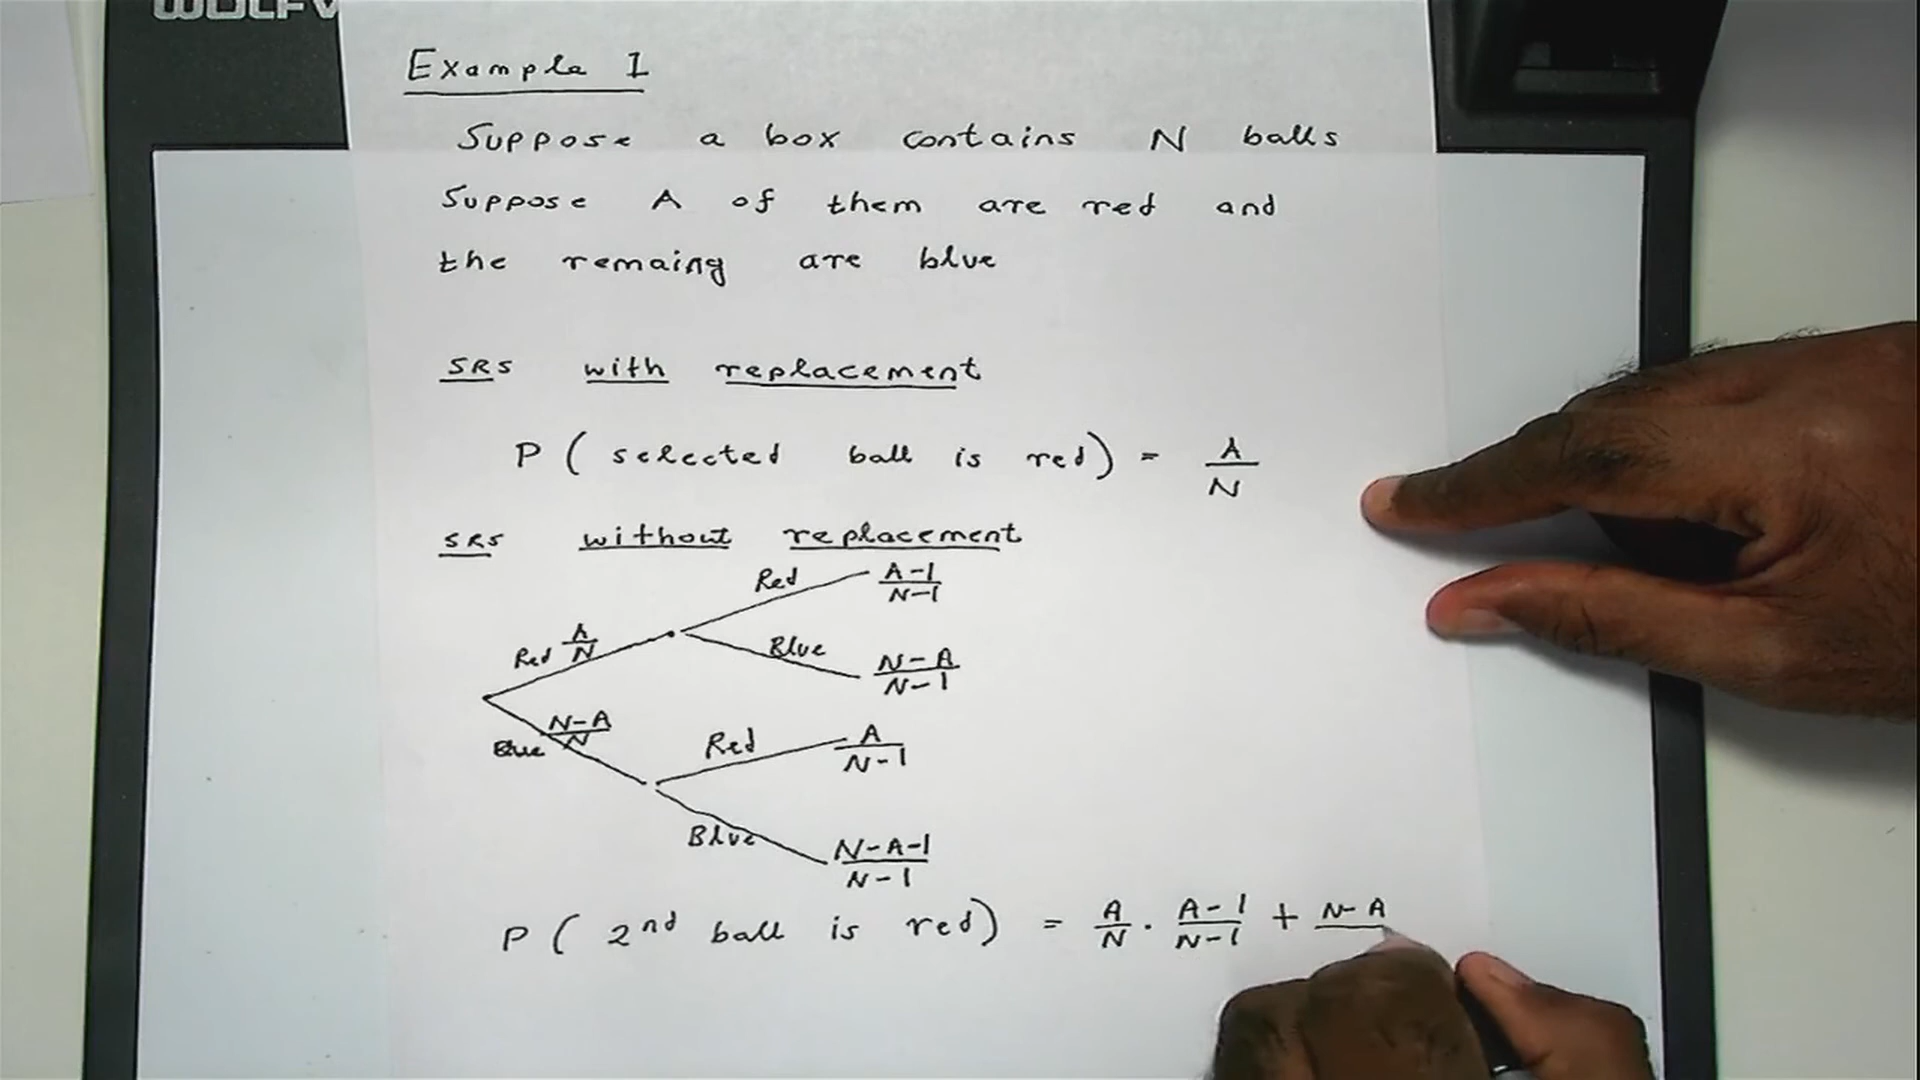 WOLFV
Example 1
Suppose a box contains N balls
Suppose A of them are red and
the remaing are blue
SRS with replacement
P ( selected ball is red ) = A/N
SRS without replacement
Red A-1/N-1
Red A/N
Blue N-A/N-1
Blue N-A/N
Red A/N-1
Blue N-A-1/N-1
P ( 2nd ball is red ) = A/N · A-1/N-1 + N-A